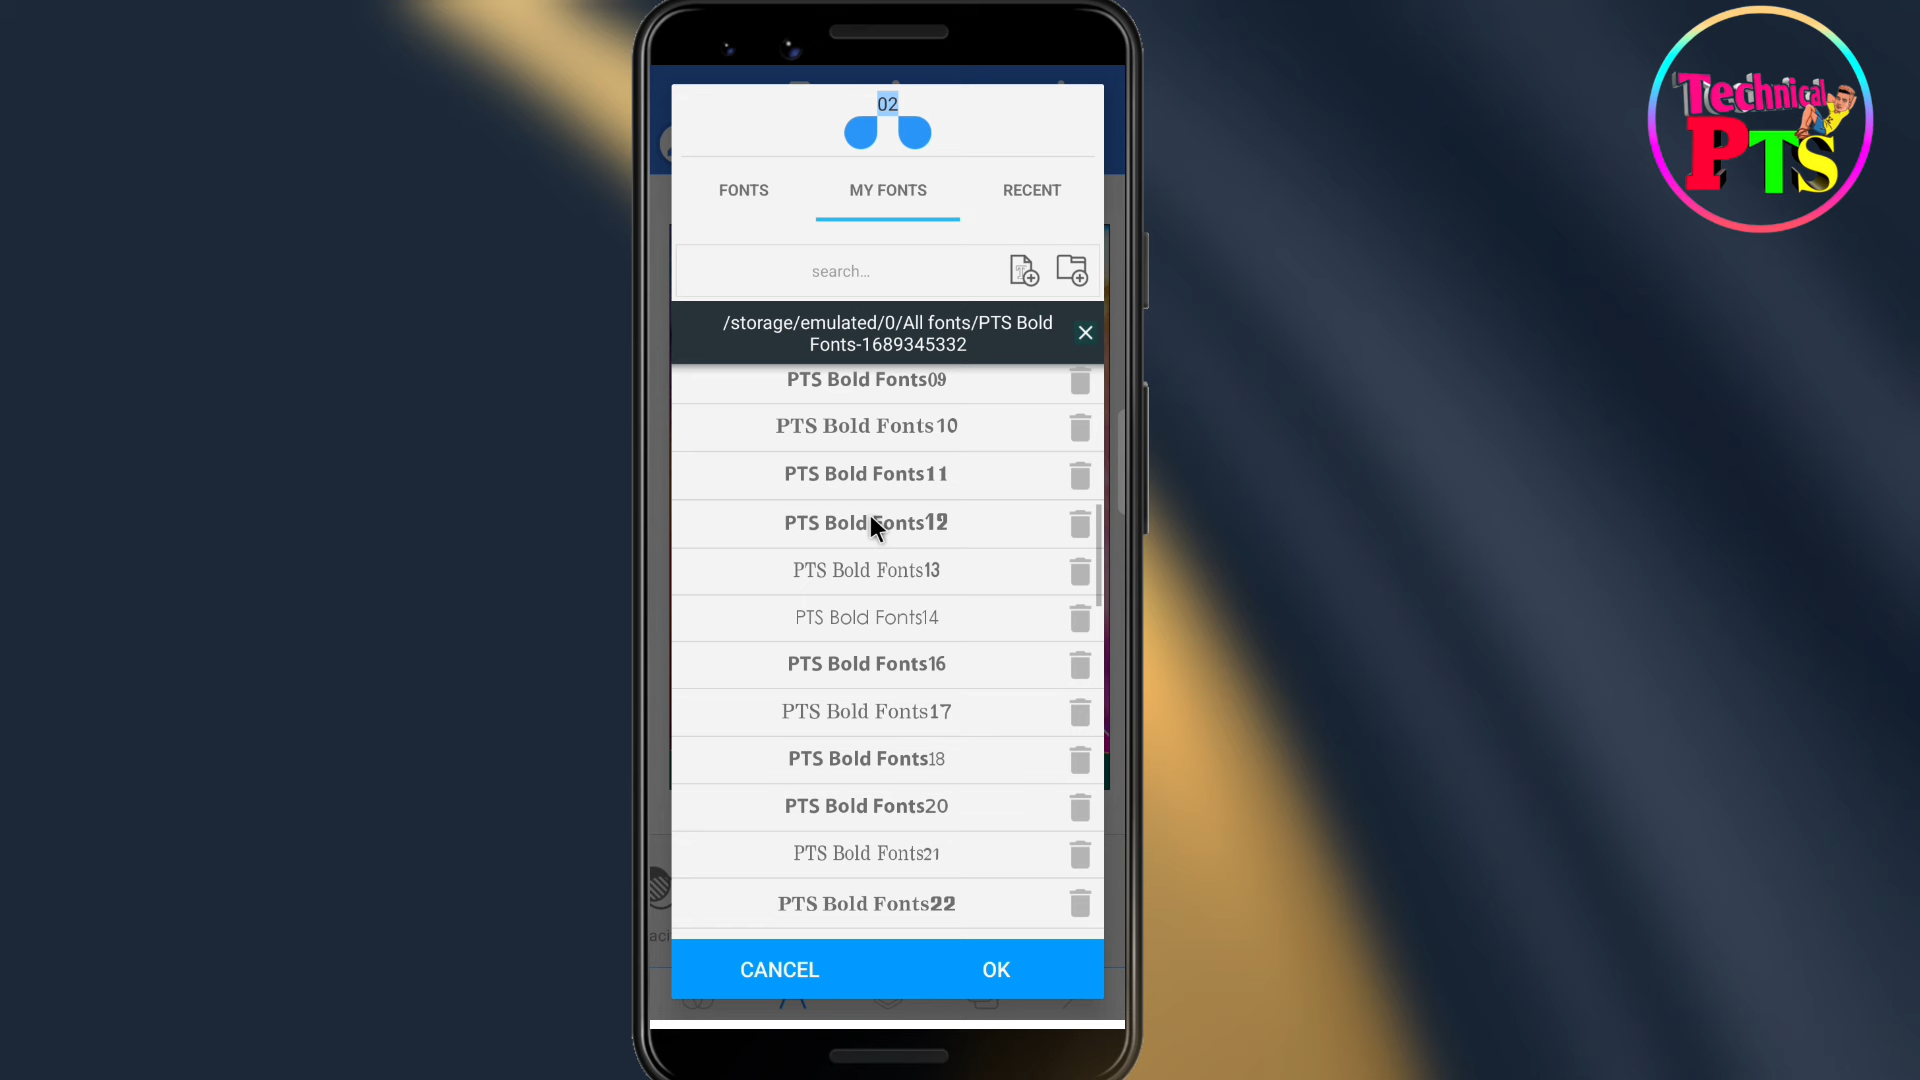 02
FONTS
MY FONTS
RECENT
search...
/storage/emulated/0/All fonts/PTS Bold
Fonts-1689345332
PTS Bold Fonts09
PTS Bold Fonts10
PTS Bold Fonts11
PTS Bold Fonts12
PTS Bold Fonts13
PTS Bold Fonts14
PTS Bold Fonts16
PTS Bold Fonts17
PTS Bold Fonts18
PTS Bold Fonts20
PTS Bold Fonts21
PTS Bold Fonts22
CANCEL
OK
Technical
PTS